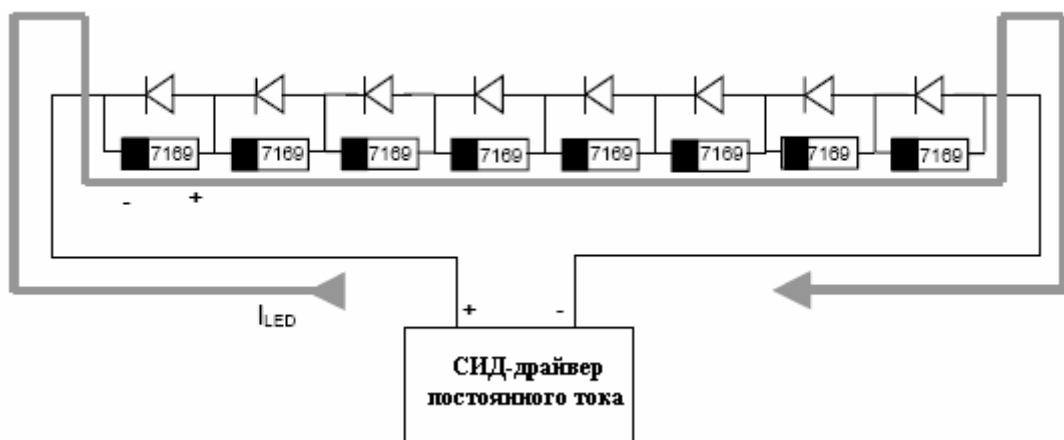 7169 7169 7169 7169 7169 7169 7169 7169
- +
+ -
I_LED
СИД-драйвер
постоянного тока